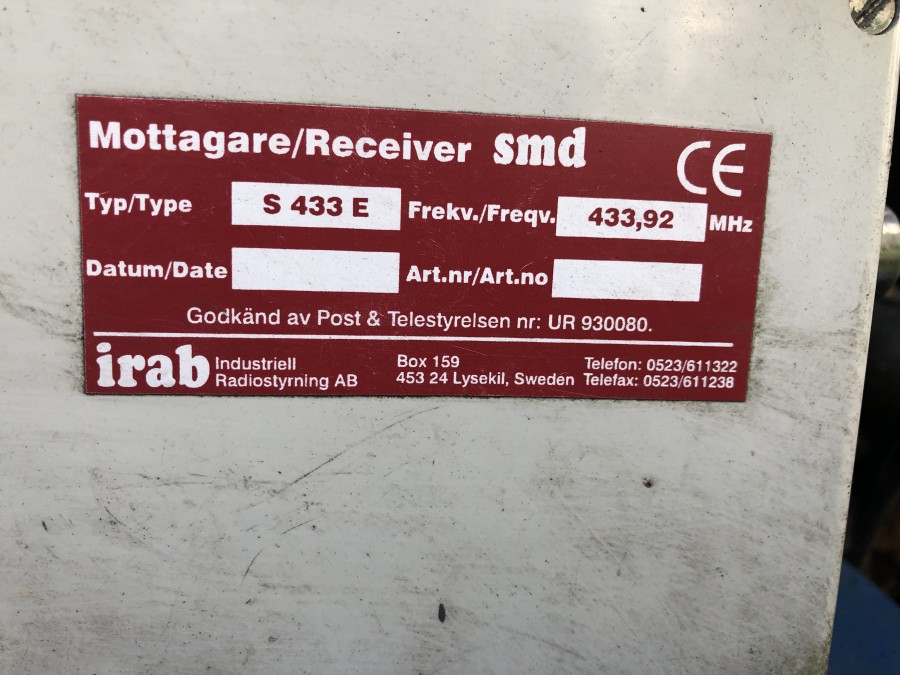 Mottagare/Receiver smd CE
Typ/Type S 433 E Frekv./Freqv. 433,92 MHz
Datum/Date Art.nr/Art.no
Godkänd av Post & Telestyrelsen nr: UR 930080.
irab Industriell Box 159 Telefon: 0523/611322
Radiostyrning AB 453 24 Lysekil, Sweden Telefax: 0523/611238